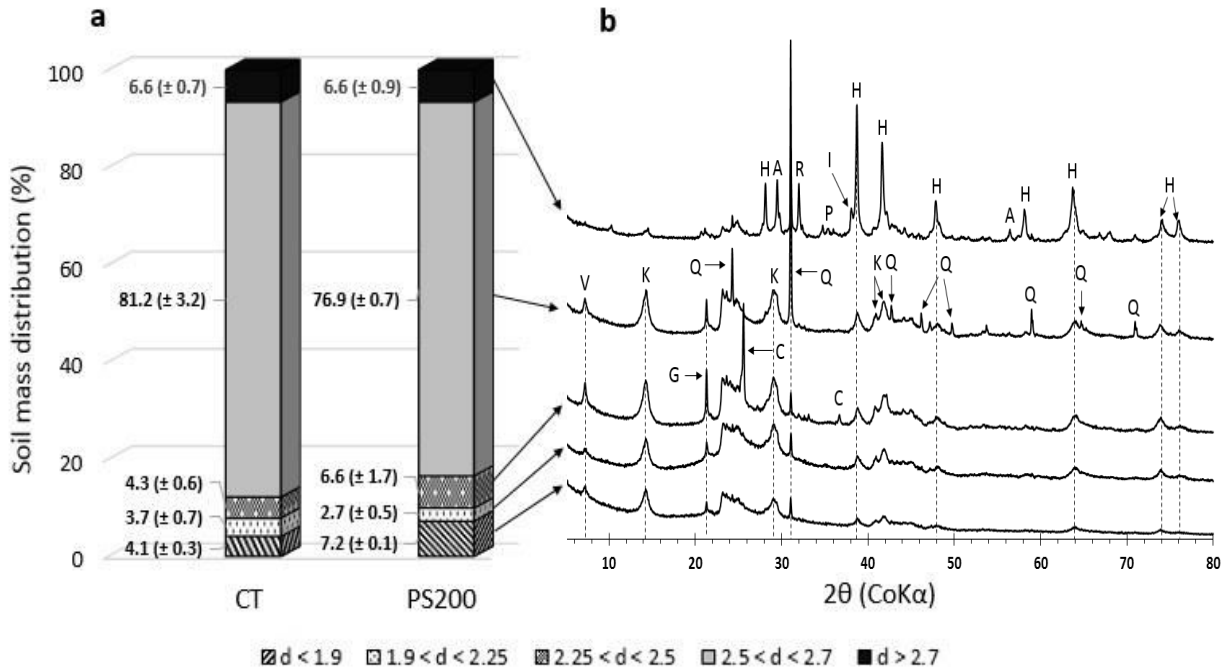 a
b
Soil mass distribution (%)
100
80
60
40
20
0
6.6 (± 0.7)
81.2 (± 3.2)
4.3 (± 0.6)
3.7 (± 0.7)
4.1 (± 0.3)
6.6 (± 0.9)
76.9 (± 0.7)
6.6 (± 1.7)
2.7 (± 0.5)
7.2 (± 0.1)
CT
PS200
H A R P I H H H A H H H
V K Q K Q K Q Q Q Q Q
G C C
10 20 30 40 50 60 70 80
2θ (CoKα)
d < 1.9
1.9 < d < 2.25
2.25 < d < 2.5
2.5 < d < 2.7
d > 2.7